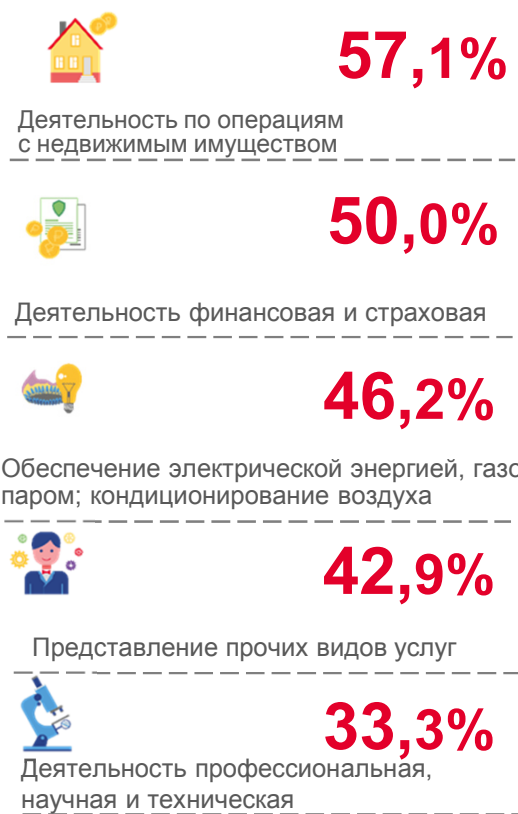 57,1%
Деятельность по операциям
с недвижимым имуществом
50,0%
Деятельность финансовая и страховая
46,2%
Обеспечение электрической энергией, газо
паром; кондиционирование воздуха
42,9%
Представление прочих видов услуг
33,3%
Деятельность профессиональная,
научная и техническая